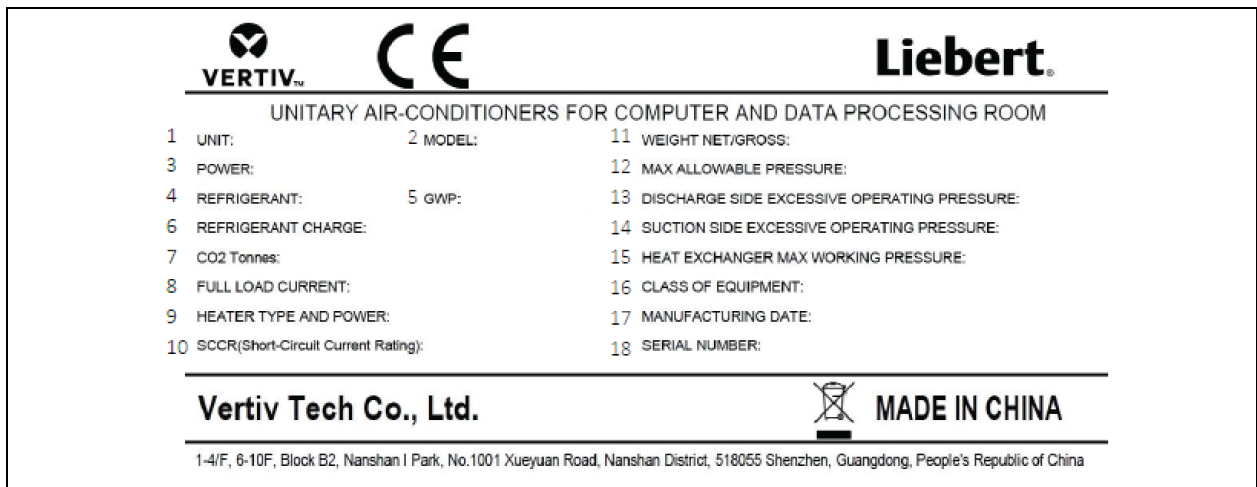 VERTIV™ CE Liebert®
UNITARY AIR-CONDITIONERS FOR COMPUTER AND DATA PROCESSING ROOM
1 UNIT: 2 MODEL:
3 POWER:
4 REFRIGERANT: 5 GWP:
6 REFRIGERANT CHARGE:
7 CO2 Tonnes:
8 FULL LOAD CURRENT:
9 HEATER TYPE AND POWER:
10 SCCR(Short-Circuit Current Rating):
11 WEIGHT NET/GROSS:
12 MAX ALLOWABLE PRESSURE:
13 DISCHARGE SIDE EXCESSIVE OPERATING PRESSURE:
14 SUCTION SIDE EXCESSIVE OPERATING PRESSURE:
15 HEAT EXCHANGER MAX WORKING PRESSURE:
16 CLASS OF EQUIPMENT:
17 MANUFACTURING DATE:
18 SERIAL NUMBER:
Vertiv Tech Co., Ltd. MADE IN CHINA
1-4/F, 6-10F, Block B2, Nanshan I Park, No.1001 Xueyuan Road, Nanshan District, 518055 Shenzhen, Guangdong, People's Republic of China